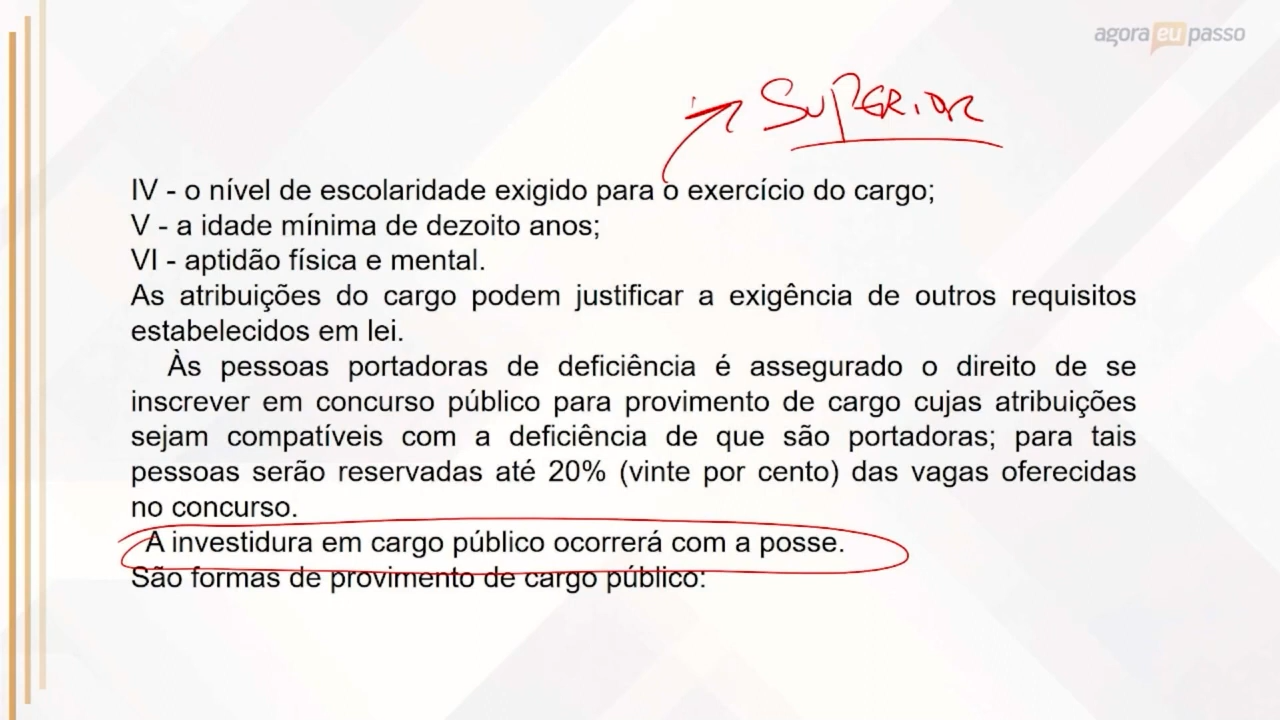 agora eu passo
SUPERIOR
IV - o nível de escolaridade exigido para o exercício do cargo;
V - a idade mínima de dezoito anos;
VI - aptidão física e mental.
As atribuições do cargo podem justificar a exigência de outros requisitos
estabelecidos em lei.
Às pessoas portadoras de deficiência é assegurado o direito de se
inscrever em concurso público para provimento de cargo cujas atribuições
sejam compatíveis com a deficiência de que são portadoras; para tais
pessoas serão reservadas até 20% (vinte por cento) das vagas oferecidas
no concurso.
A investidura em cargo público ocorrerá com a posse.
São formas de provimento de cargo público: